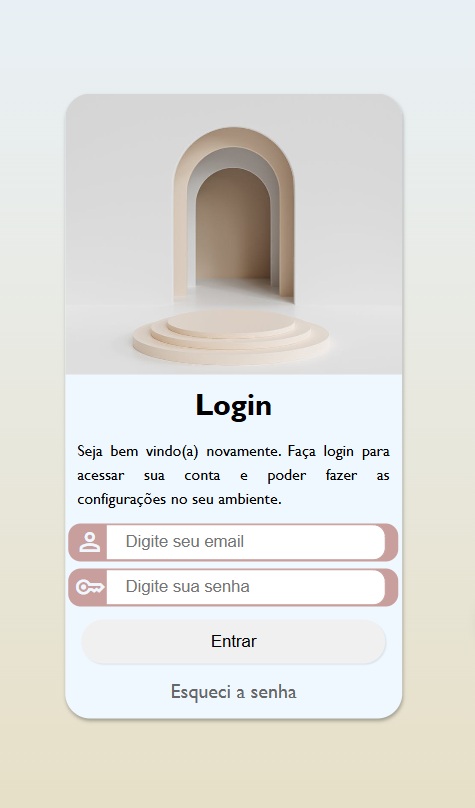 Login
Seja bem vindo(a) novamente. Faça login para
acessar sua conta e poder fazer as
configurações no seu ambiente.
Digite seu email
Digite sua senha
Entrar
Esqueci a senha